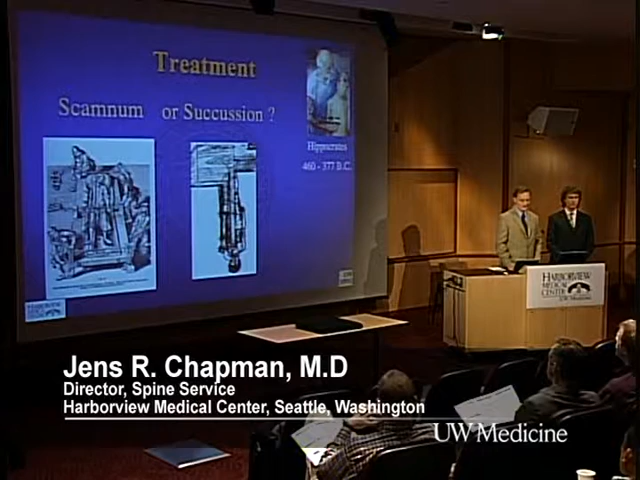 Treatment
Scamnum or Succussion ?
Hippocrates
460 - 377 B.C.
HARBORVIEW
MEDICAL
CENTER
UW Medicine
Jens R. Chapman, M.D
Director, Spine Service
Harborview Medical Center, Seattle, Washington
UW Medicine